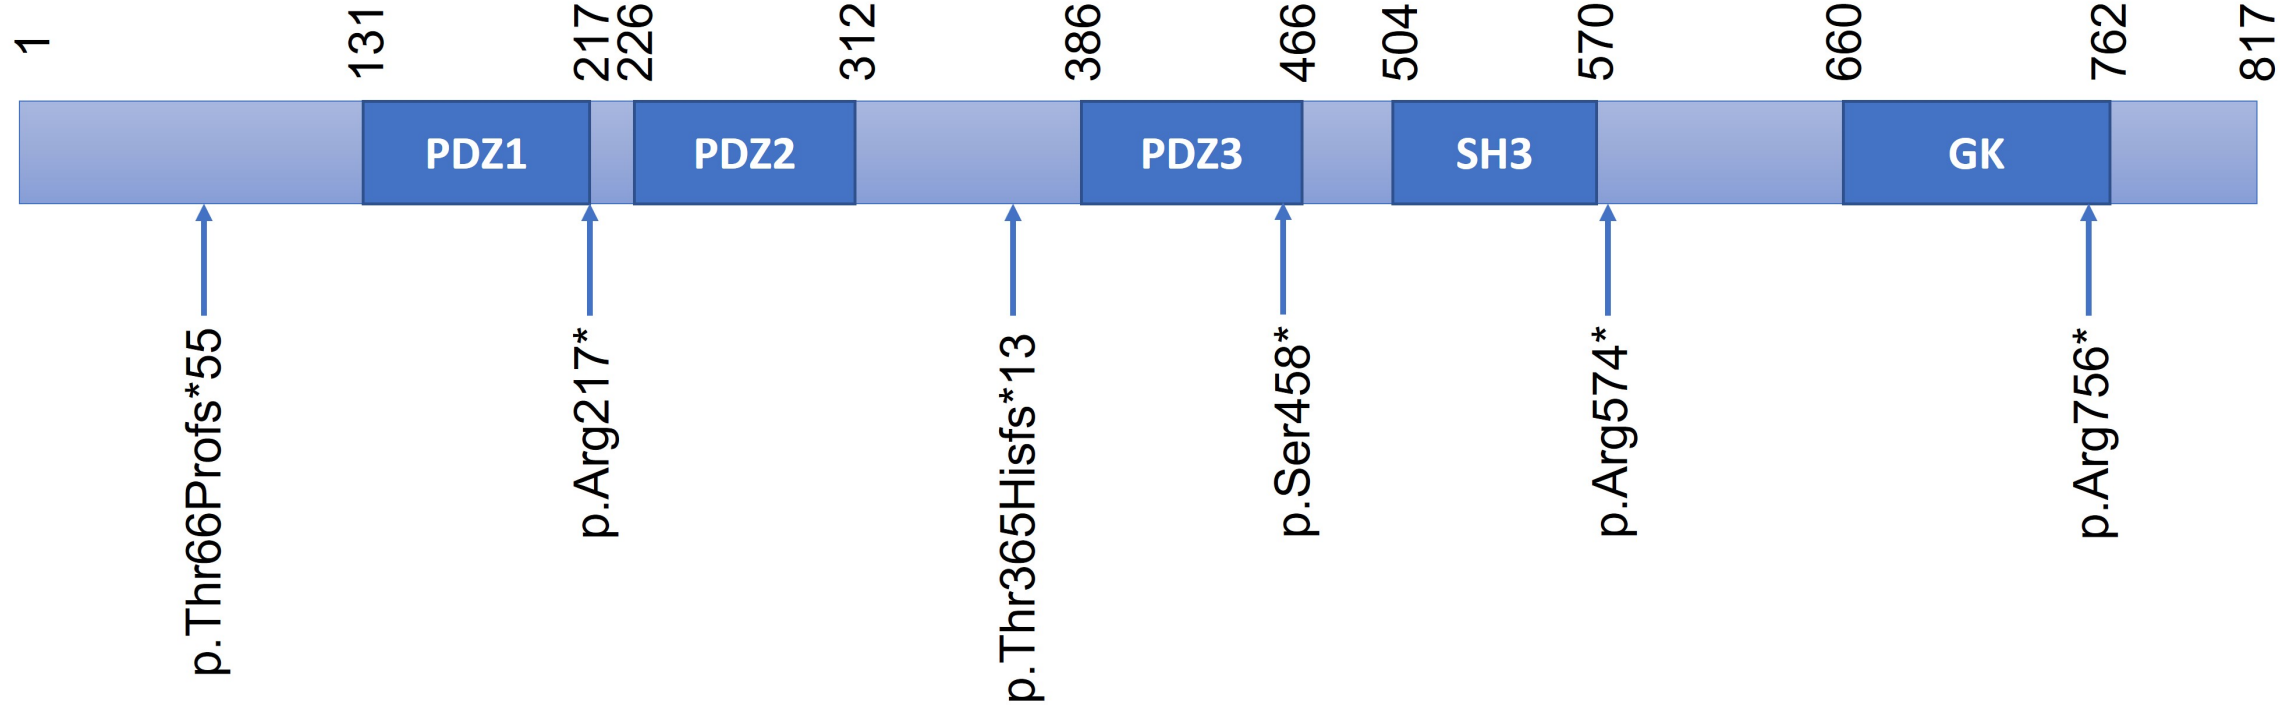 1
131
217
226
312
386
466
504
570
660
762
817
PDZ1
PDZ2
PDZ3
SH3
GK
p.Thr66Profs*55
p.Arg217*
p.Thr365Hisfs*13
p.Ser458*
p.Arg574*
p.Arg756*